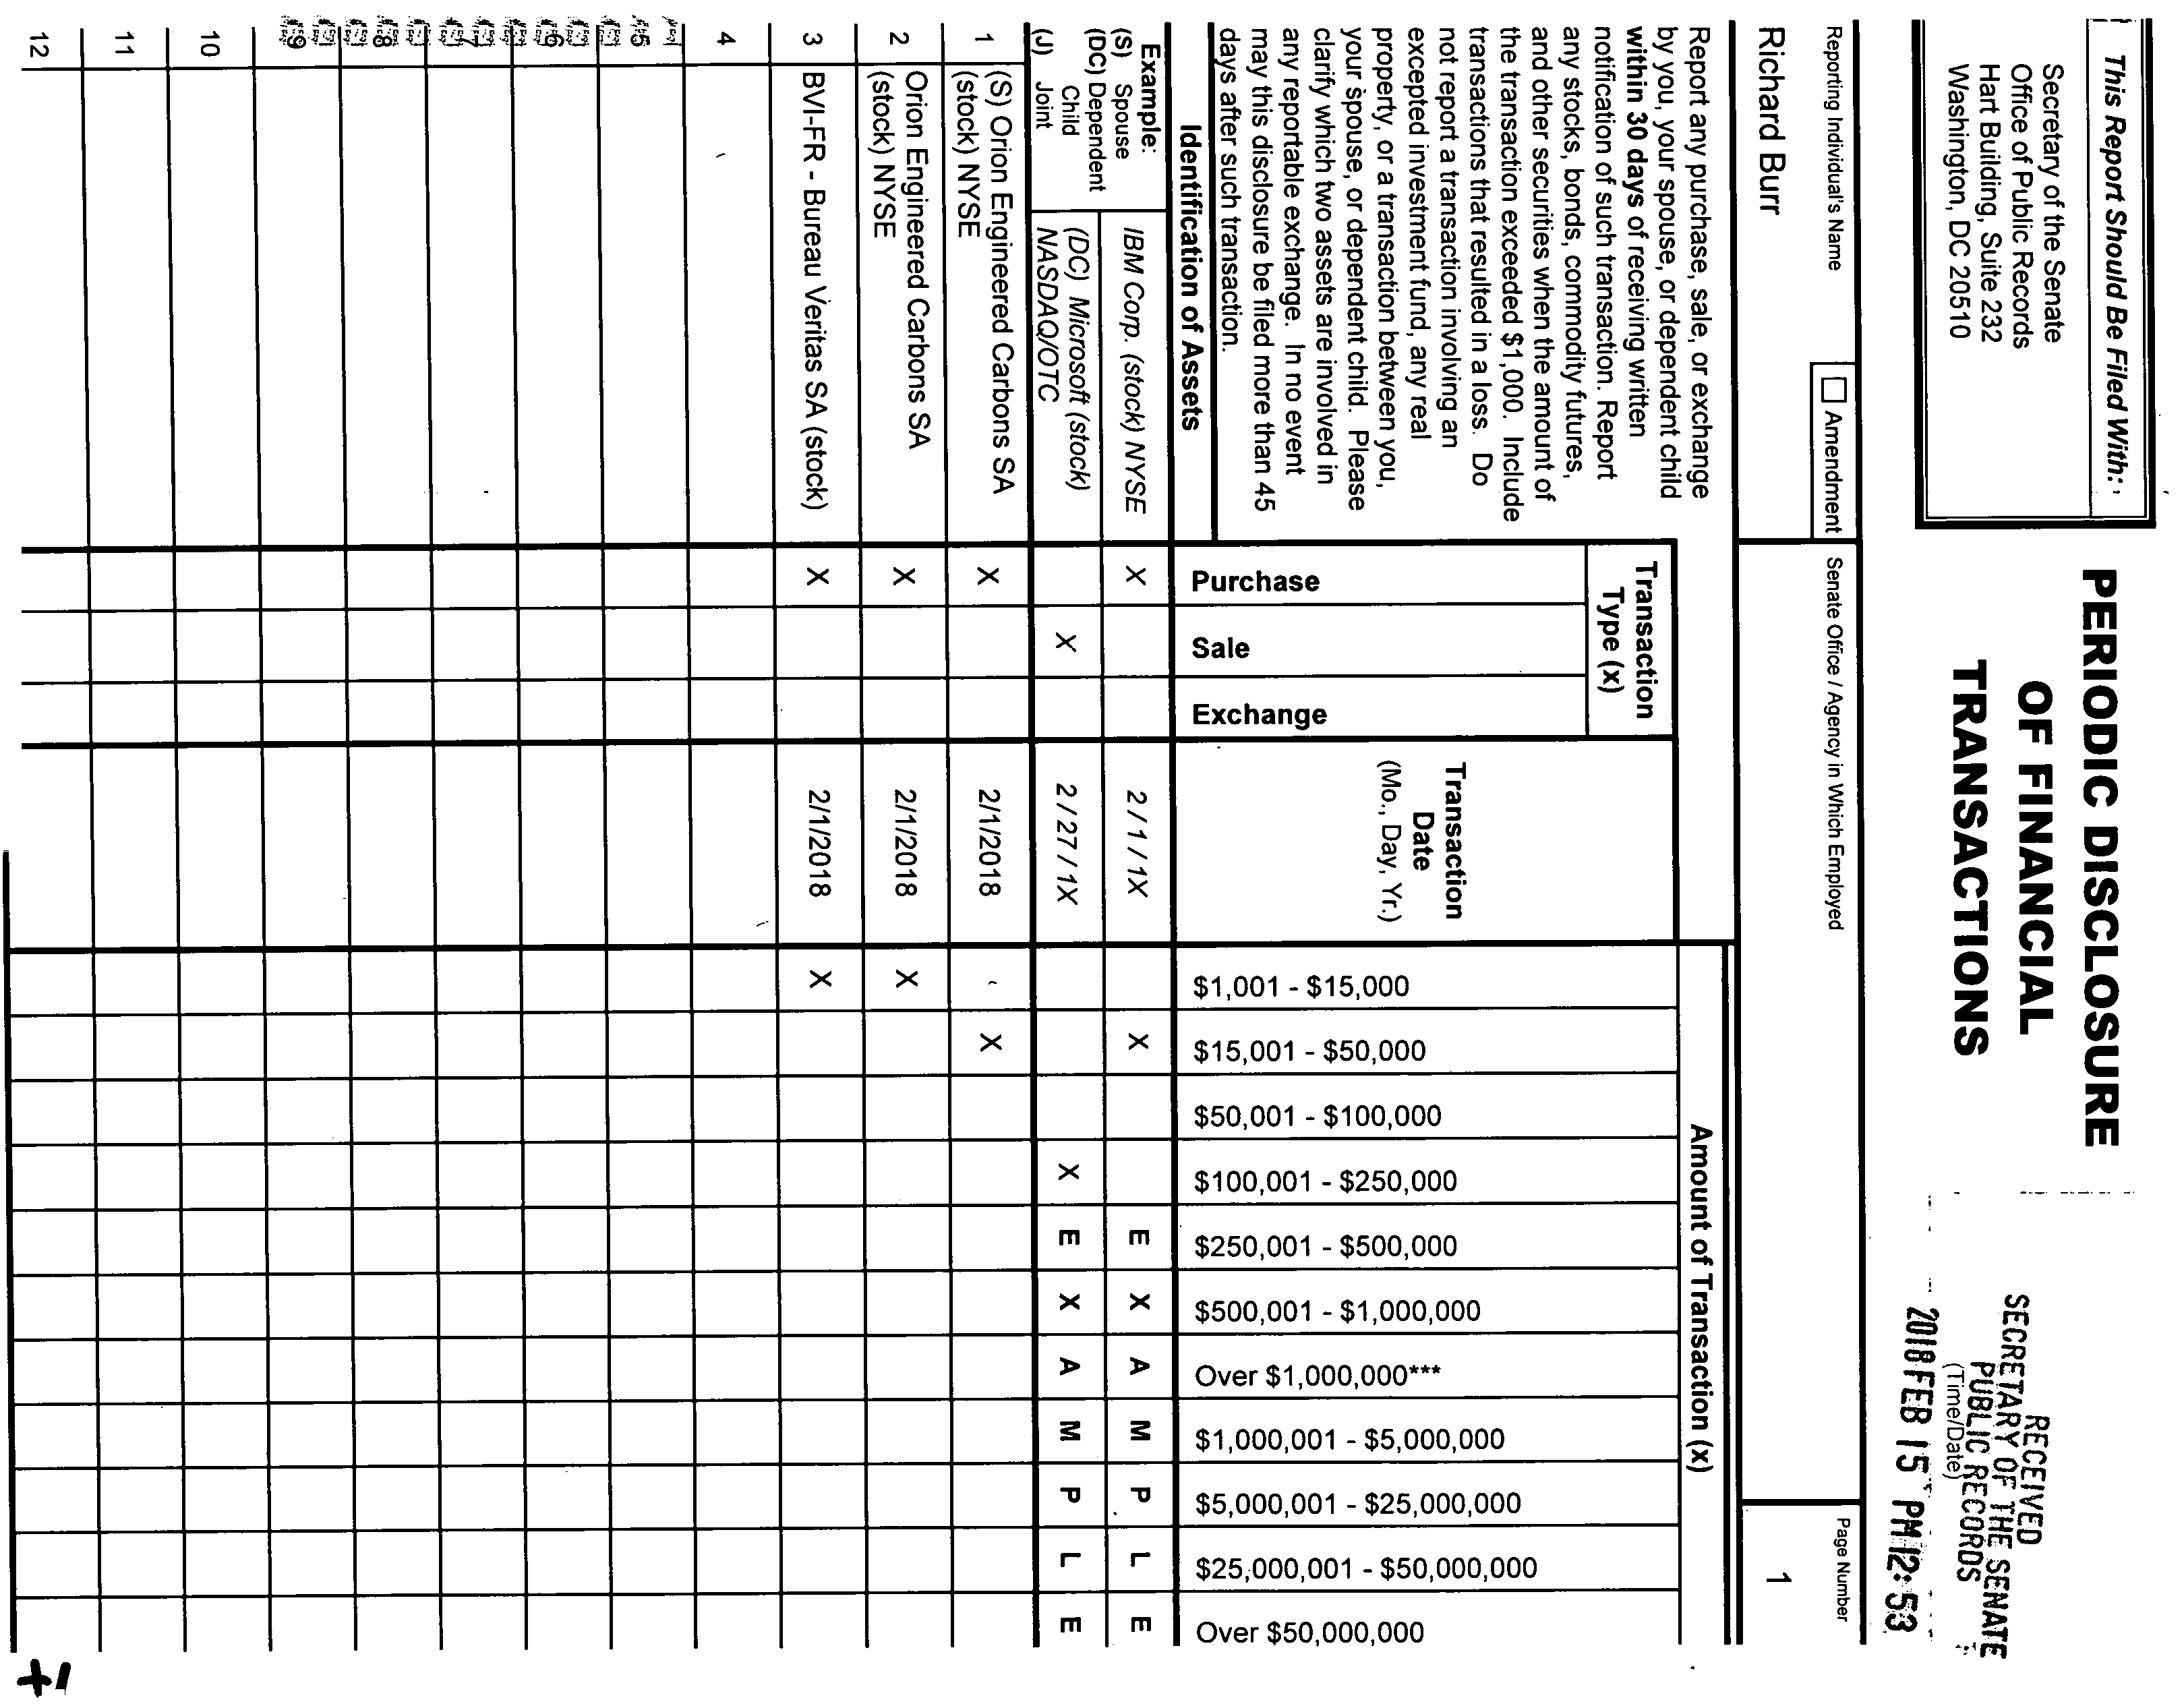 This Report Should Be Filed With:
Secretary of the Senate
Office of Public Records
Hart Building, Suite 232
Washington, DC 20510
PERIODIC DISCLOSURE
OF FINANCIAL
TRANSACTIONS
RECEIVED
SECRETARY OF THE SENATE
PUBLIC RECORDS
(Time/Date)
2018 FEB 15 PM 12:53
Reporting Individual's Name
Amendment
Senate Office / Agency in Which Employed
Page Number
Richard Burr
1
Report any purchase, sale, or exchange
by you, your spouse, or dependent child
within 30 days of receiving written
notification of such transaction. Report
any stocks, bonds, commodity futures,
and other securities when the amount of
the transaction exceeded $1,000. Include
transactions that resulted in a loss. Do
not report a transaction involving an
excepted investment fund, any real
property, or a transaction between you,
your spouse, or dependent child. Please
clarify which two assets are involved in
any reportable exchange. In no event
may this disclosure be filed more than 45
days after such transaction.
Identification of Assets
Transaction
Type (x)
Purchase
Sale
Exchange
Transaction
Date
(Mo., Day, Yr.)
Amount of Transaction (x)
$1,001 - $15,000
$15,001 - $50,000
$50,001 - $100,000
$100,001 - $250,000
$250,001 - $500,000
$500,001 - $1,000,000
Over $1,000,000***
$1,000,001 - $5,000,000
$5,000,001 - $25,000,000
$25,000,001 - $50,000,000
Over $50,000,000
Example:
(S) Spouse
(DC) Dependent
Child
(J) Joint
IBM Corp. (stock) NYSE X 2 / 1 / 1X X E X A M P L E
(DC) Microsoft (stock)
NASDAQ/OTC X 2 / 27 / 1X X E X A M P L E
1 (S) Orion Engineered Carbons SA
(stock) NYSE X 2/1/2018 X
2 Orion Engineered Carbons SA
(stock) NYSE X 2/1/2018 X
3 BVI-FR - Bureau Veritas SA (stock) X 2/1/2018 X
4
5
6
7
8
9
10
11
12